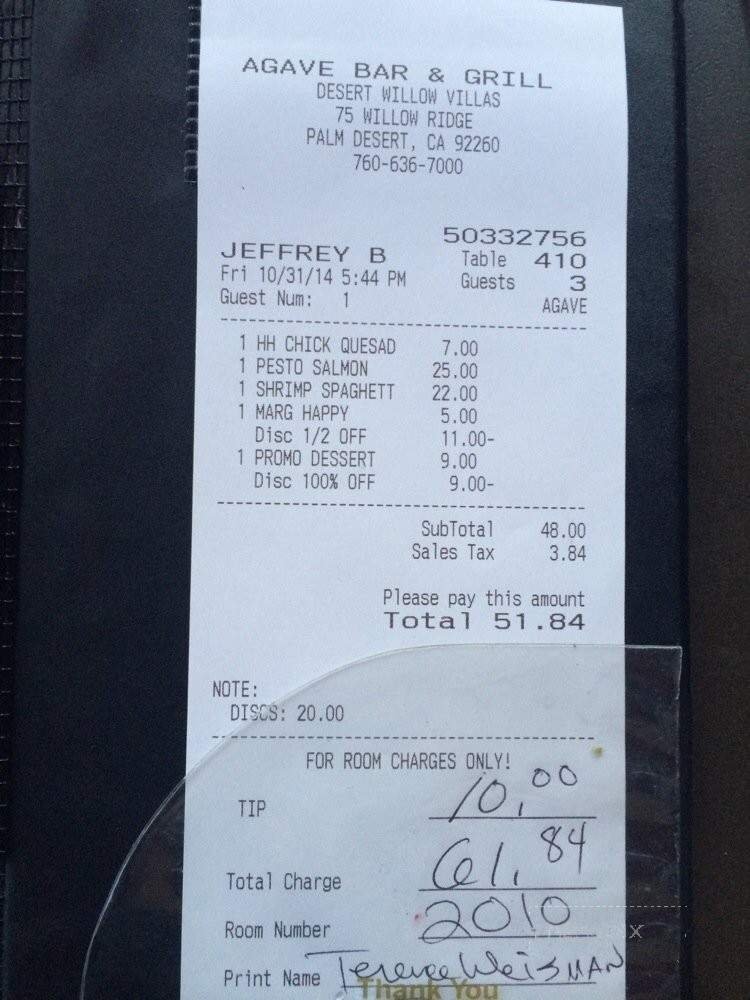 AGAVE BAR & GRILL
DESERT WILLOW VILLAS
75 WILLOW RIDGE
PALM DESERT, CA 92260
760-636-7000
50332756
JEFFREY B Table 410
Fri 10/31/14 5:44 PM Guests 3
Guest Num: 1 AGAVE
1 HH CHICK QUESAD 7.00
1 PESTO SALMON 25.00
1 SHRIMP SPAGHETT 22.00
1 MARG HAPPY 5.00
Disc 1/2 OFF 11.00-
1 PROMO DESSERT 9.00
Disc 100% OFF 9.00-
SubTotal 48.00
Sales Tax 3.84
Please pay this amount
Total 51.84
NOTE:
DISCS: 20.00
FOR ROOM CHARGES ONLY!
TIP 10.00
Total Charge 61.84
Room Number 2010
Print Name Terence Weisman
Thank You